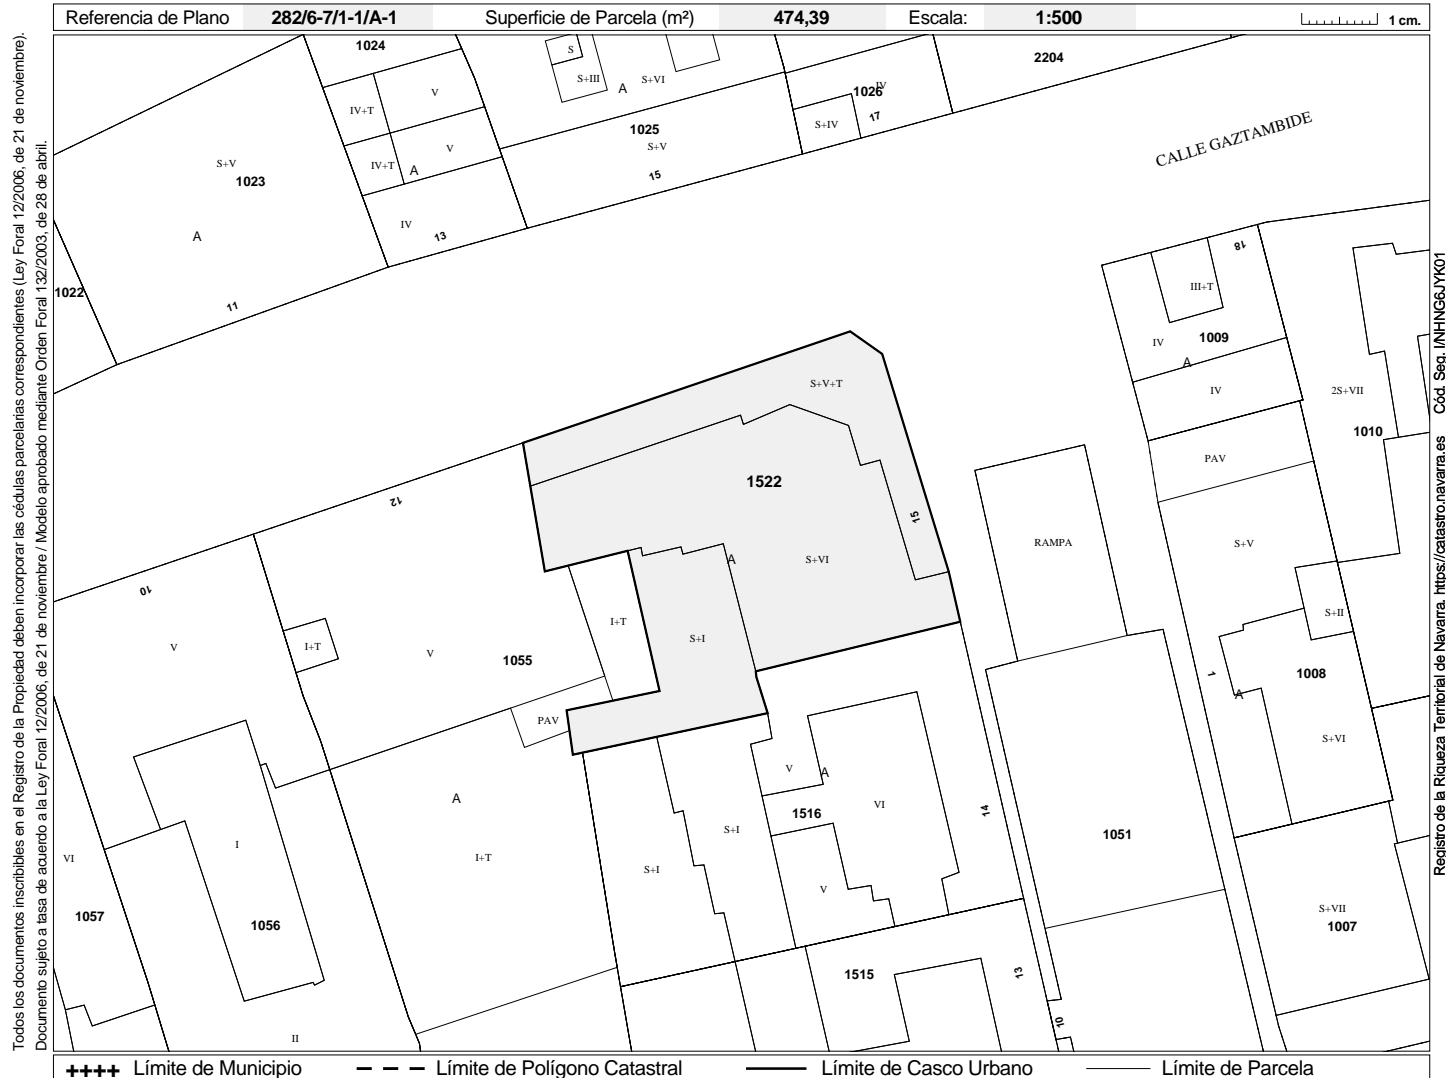 Referencia de Plano 282/6-7/1-1/A-1 Superficie de Parcela (m²) 474,39 Escala: 1:500 1 cm.
Todos los documentos inscribibles en el Registro de la Propiedad deben incorporar las cédulas parcelarias correspondientes (Ley Foral 12/2006, de 21 de noviembre).
Documento sujeto a tasa de acuerdo a la Ley Foral 12/2006, de 21 de noviembre / Modelo aprobado mediante Orden Foral 132/2003, de 28 de abril.
1024
S
2204
S+III
S+VI
A
V
IV
1026
IV+T
S+IV
17
1025
CALLE GAZTAMBIDE
S+V
V
S+V
1023
IV+T
A
15
IV
13
A
18
1022
III+T
11
1009
IV
A
S+V+T
IV
2S+VII
1010
PAV
1522
12
15
RAMPA
S+V
A
S+VI
10
S+II
I+T
S+I
V
I+T
V
1055
1
1008
A
PAV
S+VI
V
A
A
VI
14
1516
S+I
1051
I
VI
I+T
S+I
V
S+VII
1057
1056
1007
1515
13
10
II
Registro de la Riqueza Territorial de Navarra. https://catastro.navarra.es Cód. Seg. I/NHNG6JYK01
++++ Límite de Municipio Límite de Polígono Catastral Límite de Casco Urbano Límite de Parcela